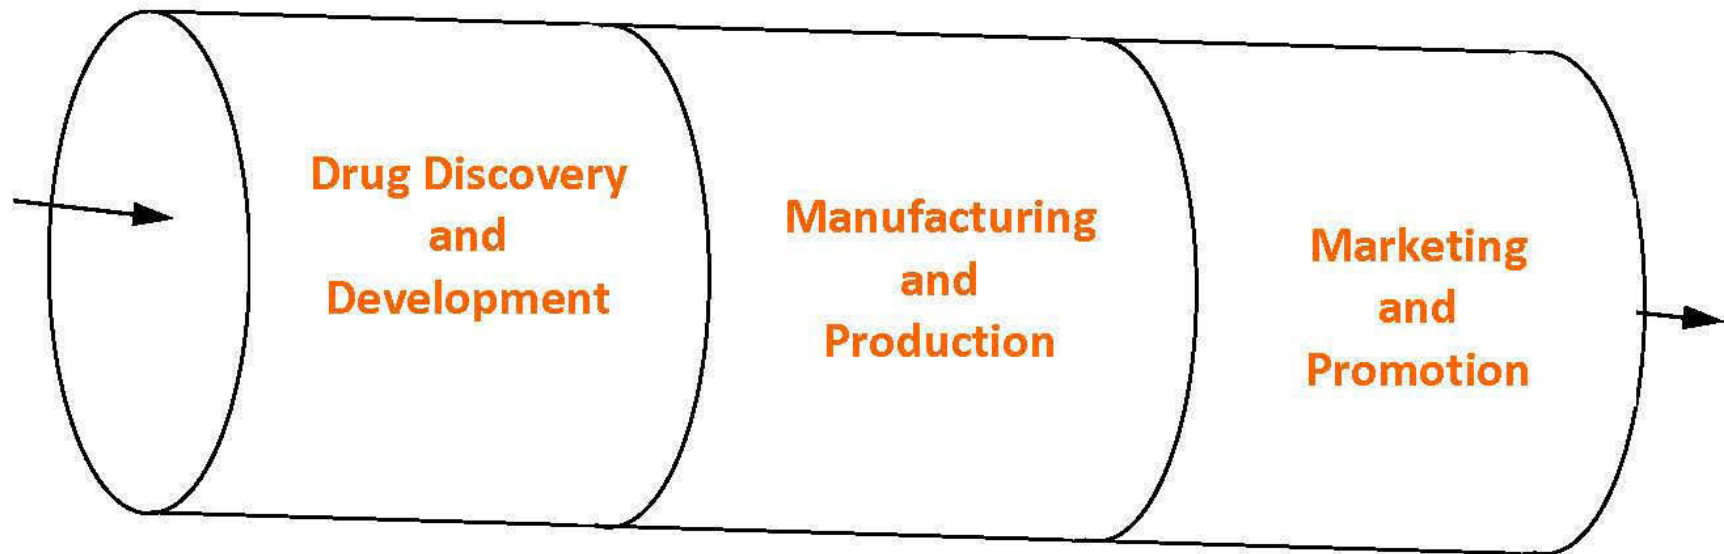 Drug Discovery
and
Development
Manufacturing
and
Production
Marketing
and
Promotion